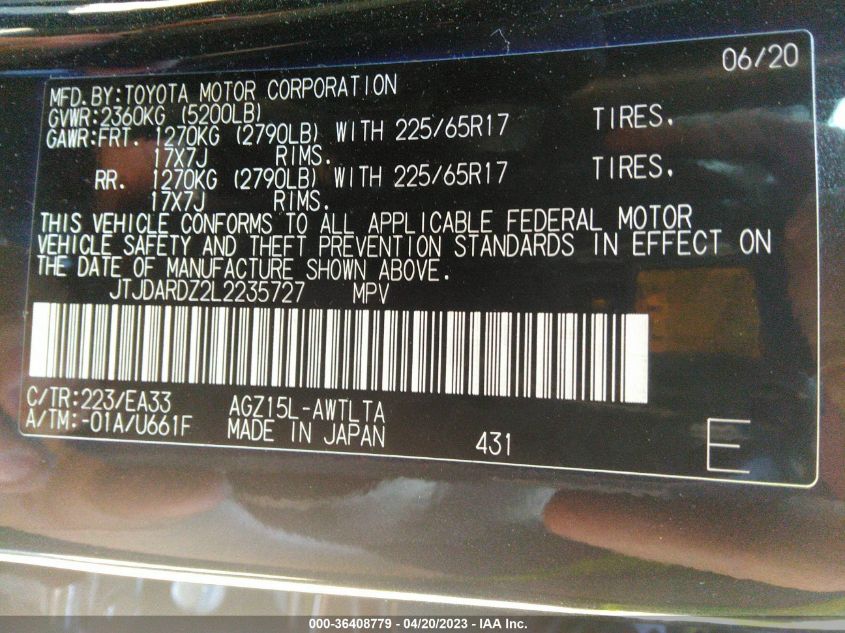 06/20
MFD.BY:TOYOTA MOTOR CORPORATION
GVWR:2360KG (5200LB)
GAWR:FRT. 1270KG (2790LB) WITH 225/65R17 TIRES.
17X7J RIMS.
RR. 1270KG (2790LB) WITH 225/65R17 TIRES.
17X7J RIMS.
THIS VEHICLE CONFORMS TO ALL APPLICABLE FEDERAL MOTOR
VEHICLE SAFETY AND THEFT PREVENTION STANDARDS IN EFFECT ON
THE DATE OF MANUFACTURE SHOWN ABOVE.
JTJDARDZ2L2235727 MPV
C/TR:223/EA33 AGZ15L-AWTLTA
A/TM:-01A/U661F MADE IN JAPAN 431 E
000-36408779 / 04/20/2023 - IAA Inc.